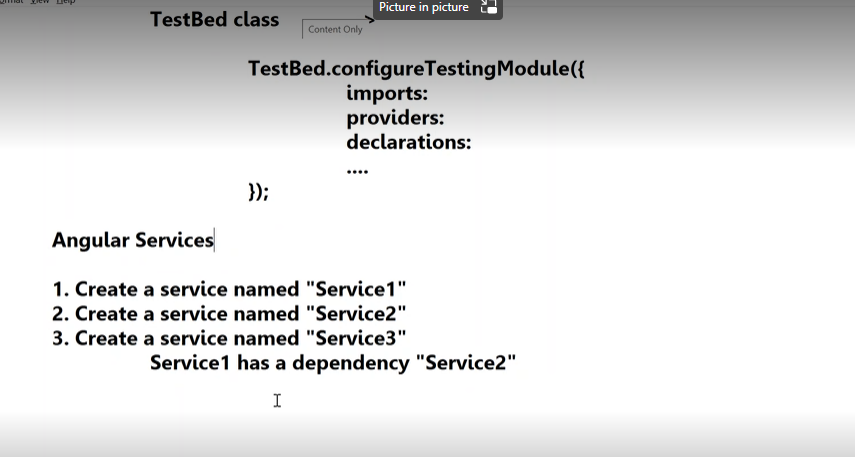 View Help
Picture in picture
TestBed class
Content Only
TestBed.configureTestingModule({
imports:
providers:
declarations:
....
});
Angular Services
1. Create a service named "Service1"
2. Create a service named "Service2"
3. Create a service named "Service3"
Service1 has a dependency "Service2"